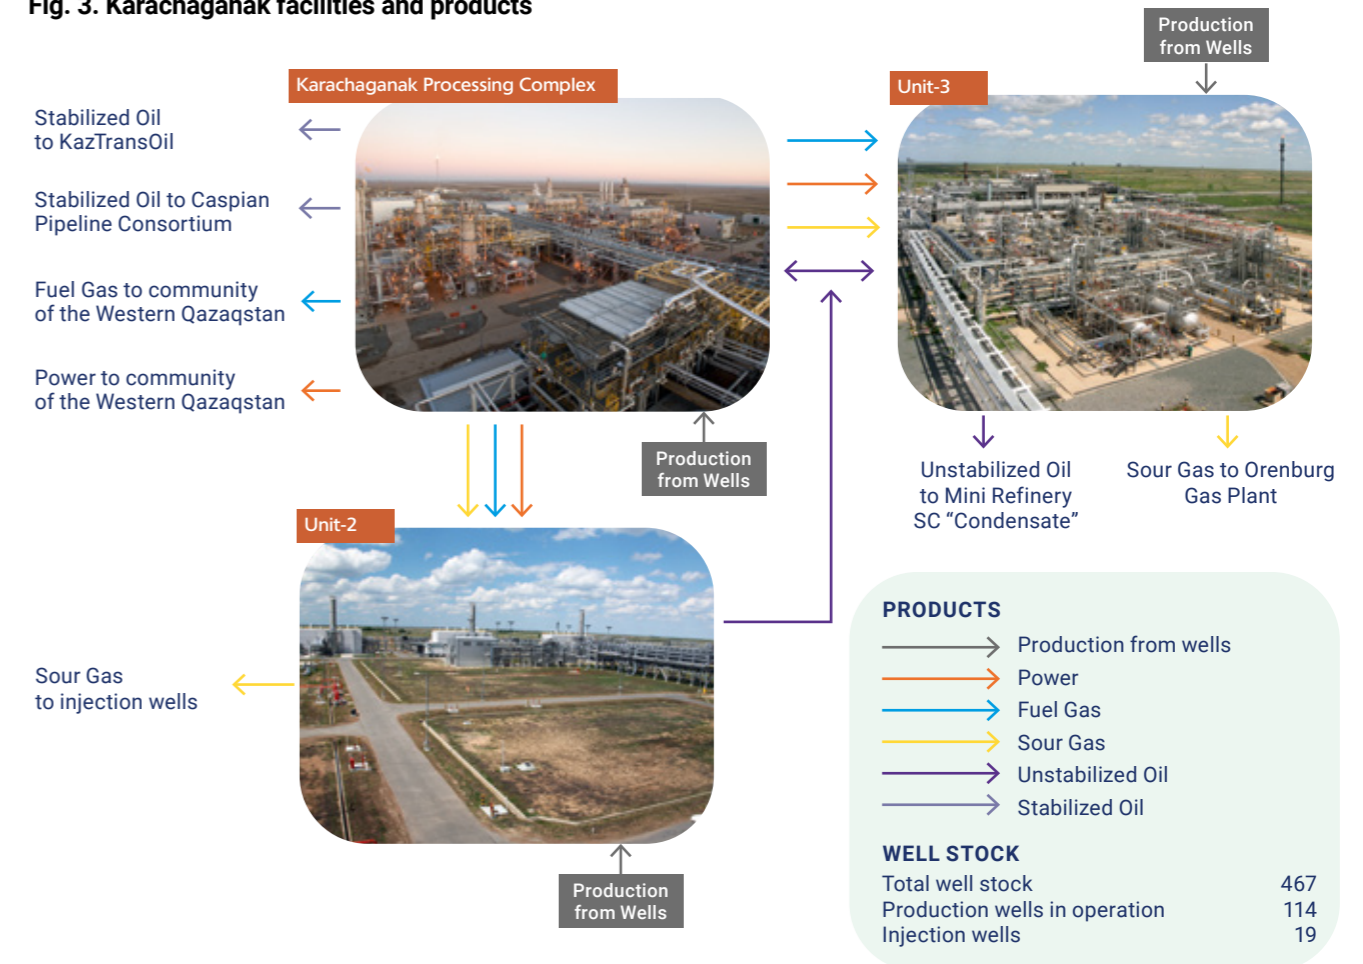 Fig. 3. Karachaganak facilities and products
Production
from Wells
Karachaganak Processing Complex
Unit-3
Stabilized Oil
to KazTransOil
Stabilized Oil to Caspian
Pipeline Consortium
Fuel Gas to community
of the Western Qazaqstan
Power to community
of the Western Qazaqstan
Production
from Wells
Unstabilized Oil
to Mini Refinery
SC “Condensate”
Sour Gas to Orenburg
Gas Plant
Unit-2
Sour Gas
to injection wells
Production
from Wells
PRODUCTS
Production from wells
Power
Fuel Gas
Sour Gas
Unstabilized Oil
Stabilized Oil
WELL STOCK
Total well stock 467
Production wells in operation 114
Injection wells 19